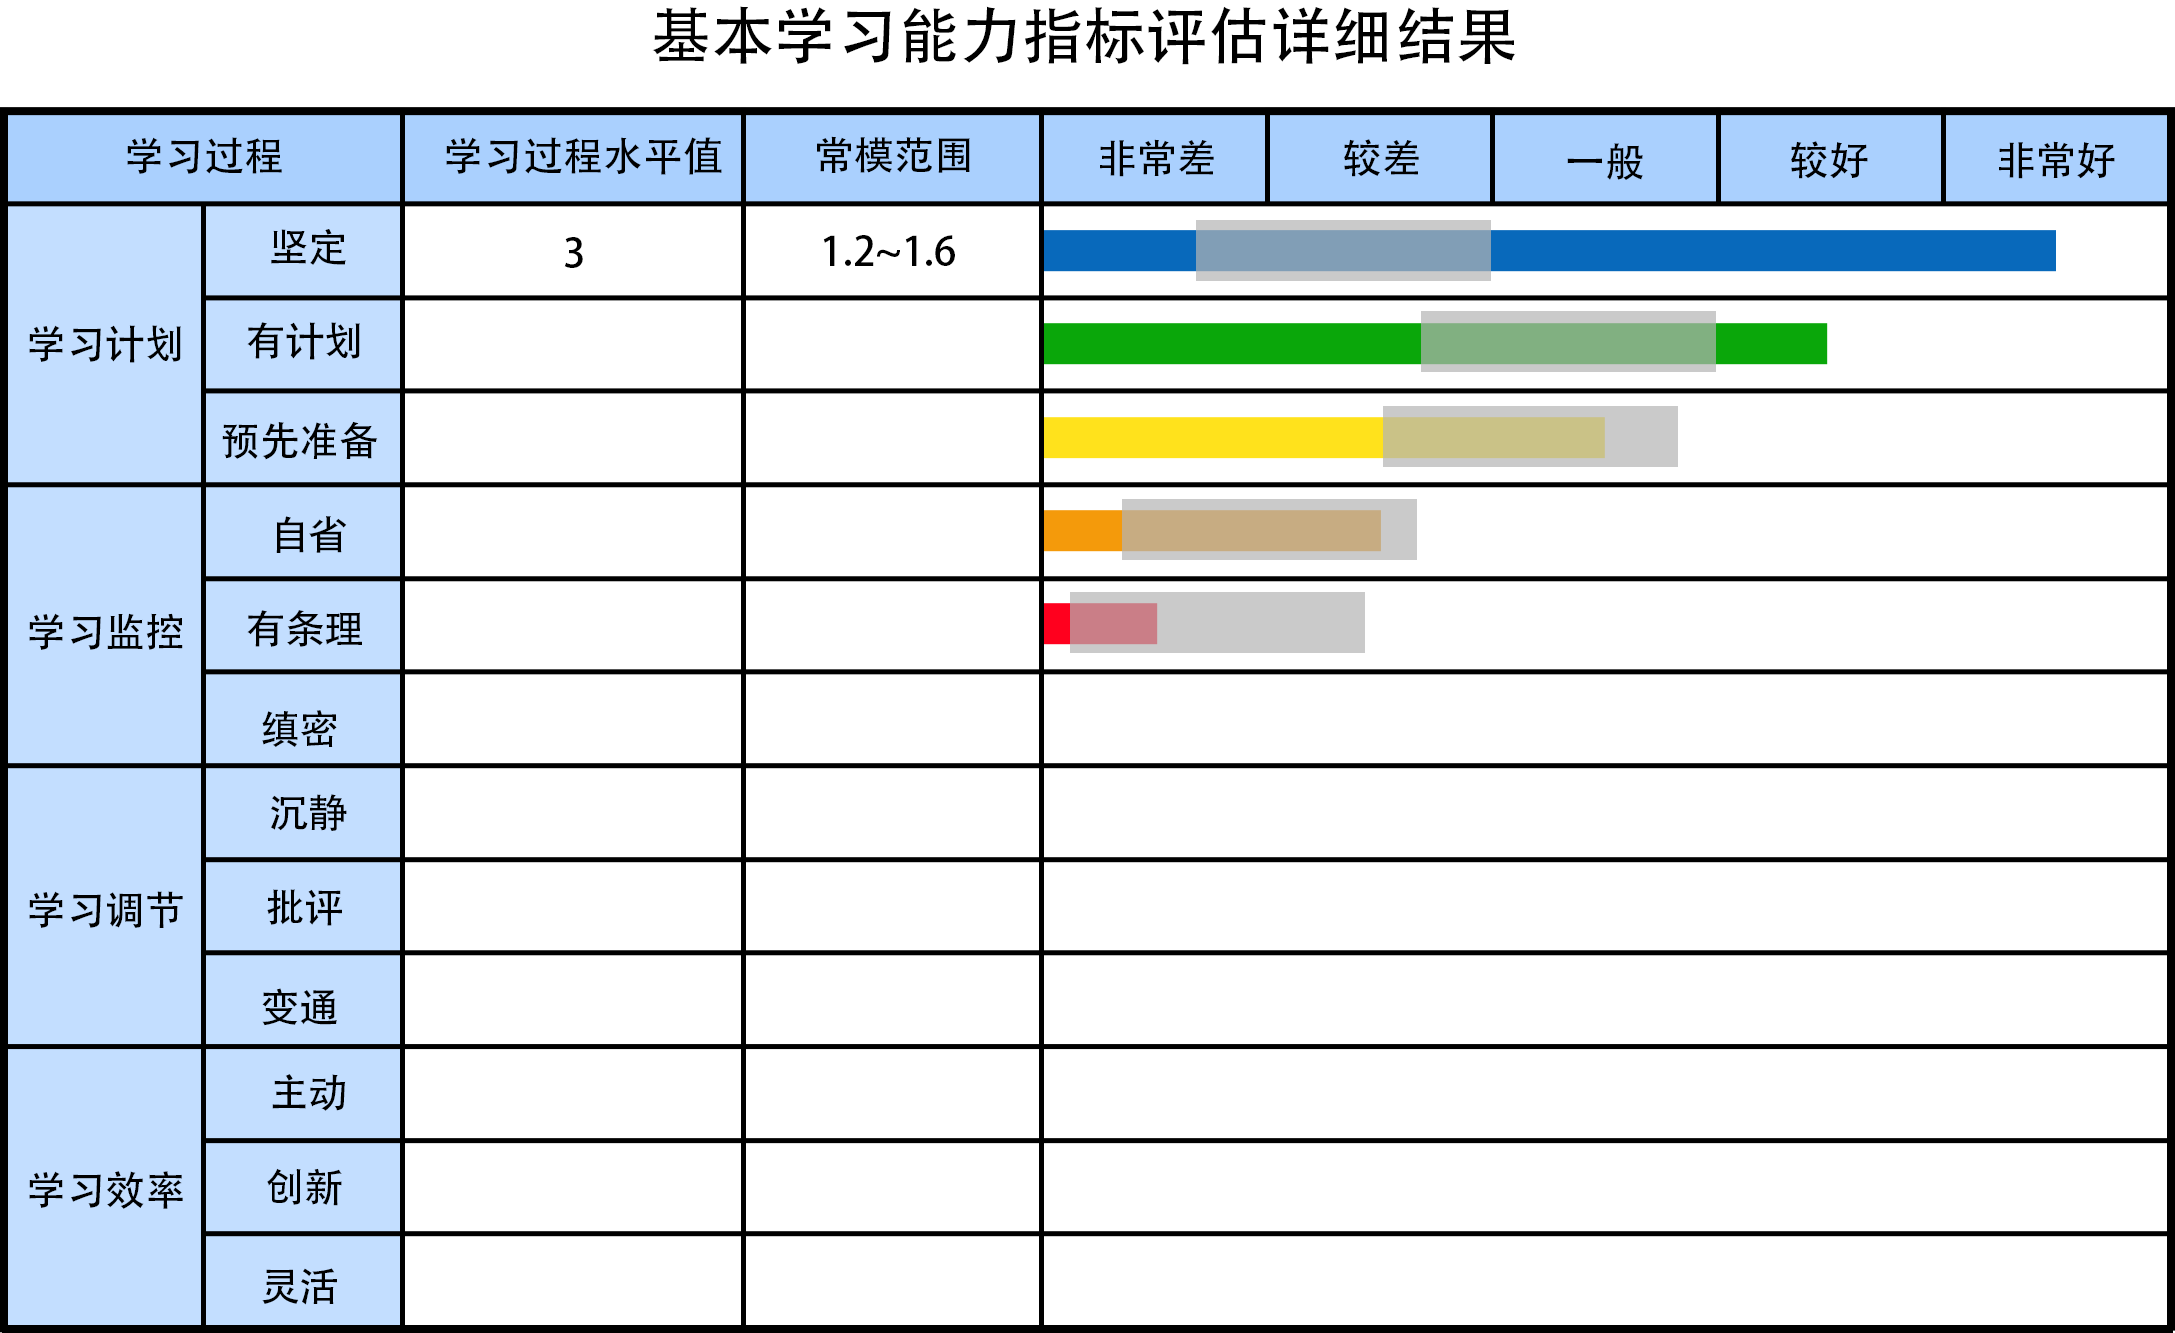 基本学习能力指标评估详细结果
学习过程 学习过程水平值 常模范围 非常差 较差 一般 较好 非常好
学习计划
坚定 3 1.2~1.6
有计划
预先准备
学习监控
自省
有条理
缜密
学习调节
沉静
批评
变通
学习效率
主动
创新
灵活